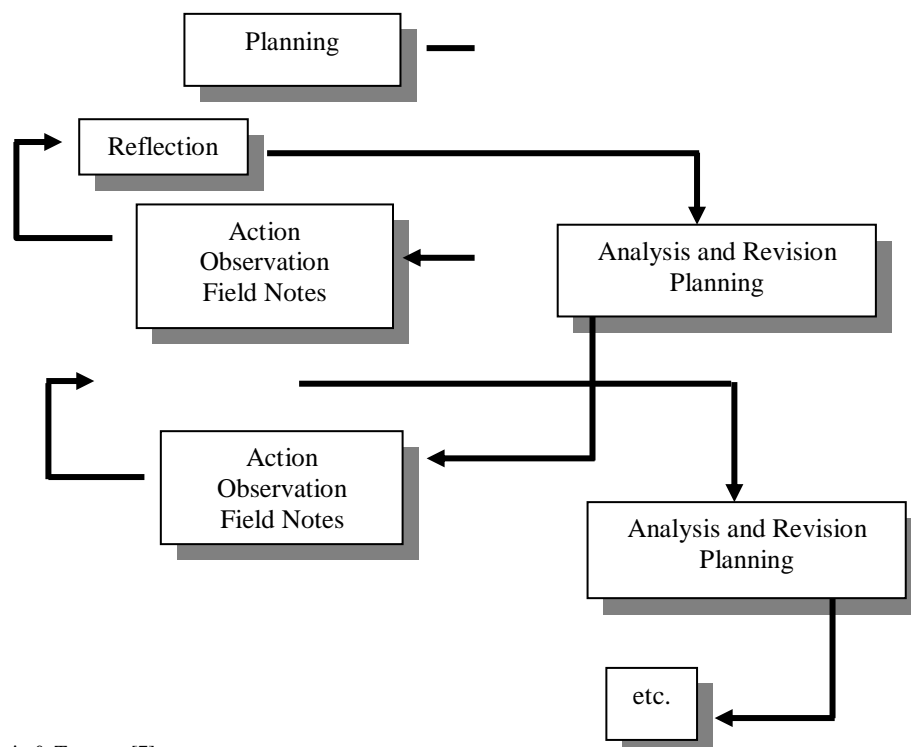 Planning
Reflection
Action
Observation
Field Notes
Analysis and Revision
Planning
Action
Observation
Field Notes
Analysis and Revision
Planning
etc.